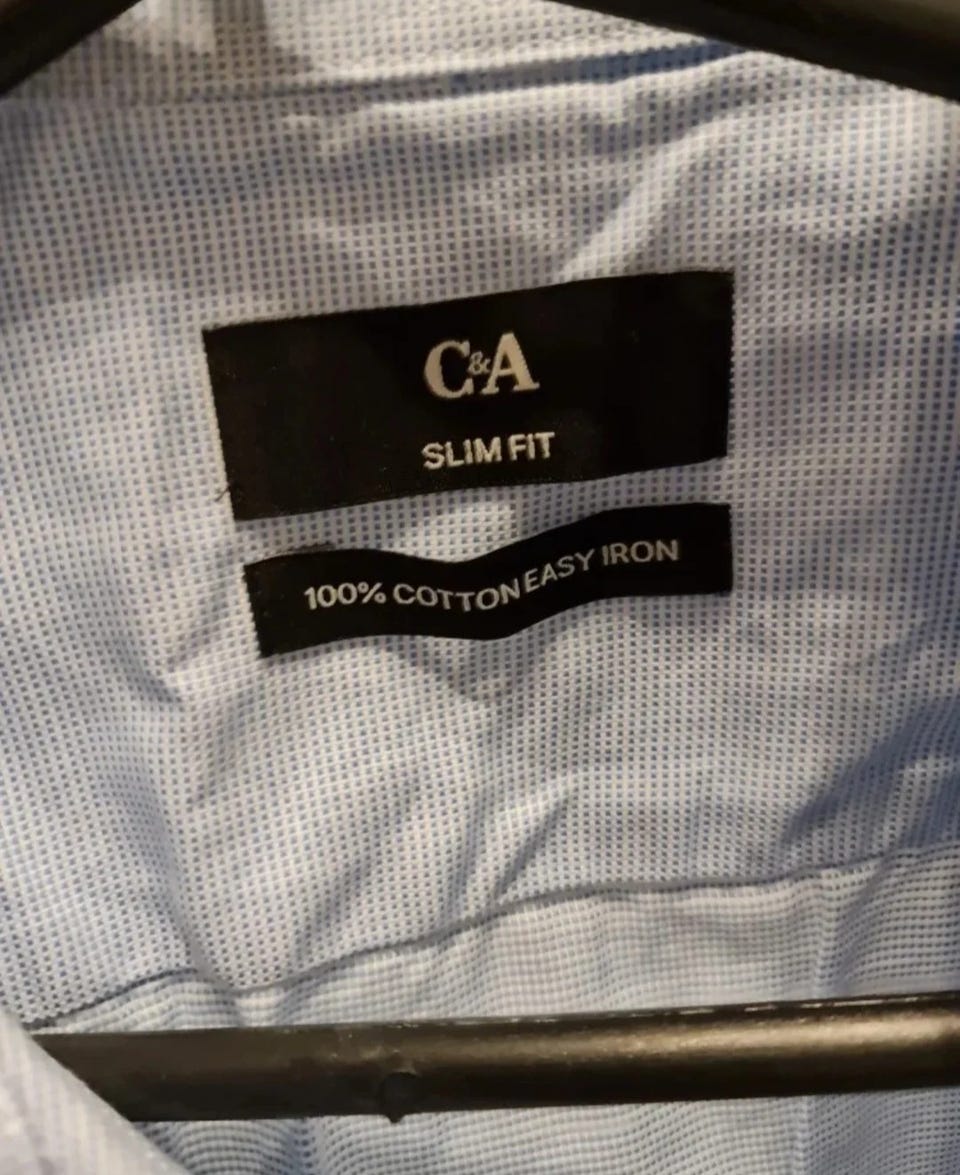 C&A
SLIM FIT
100% COTTON EASY IRON